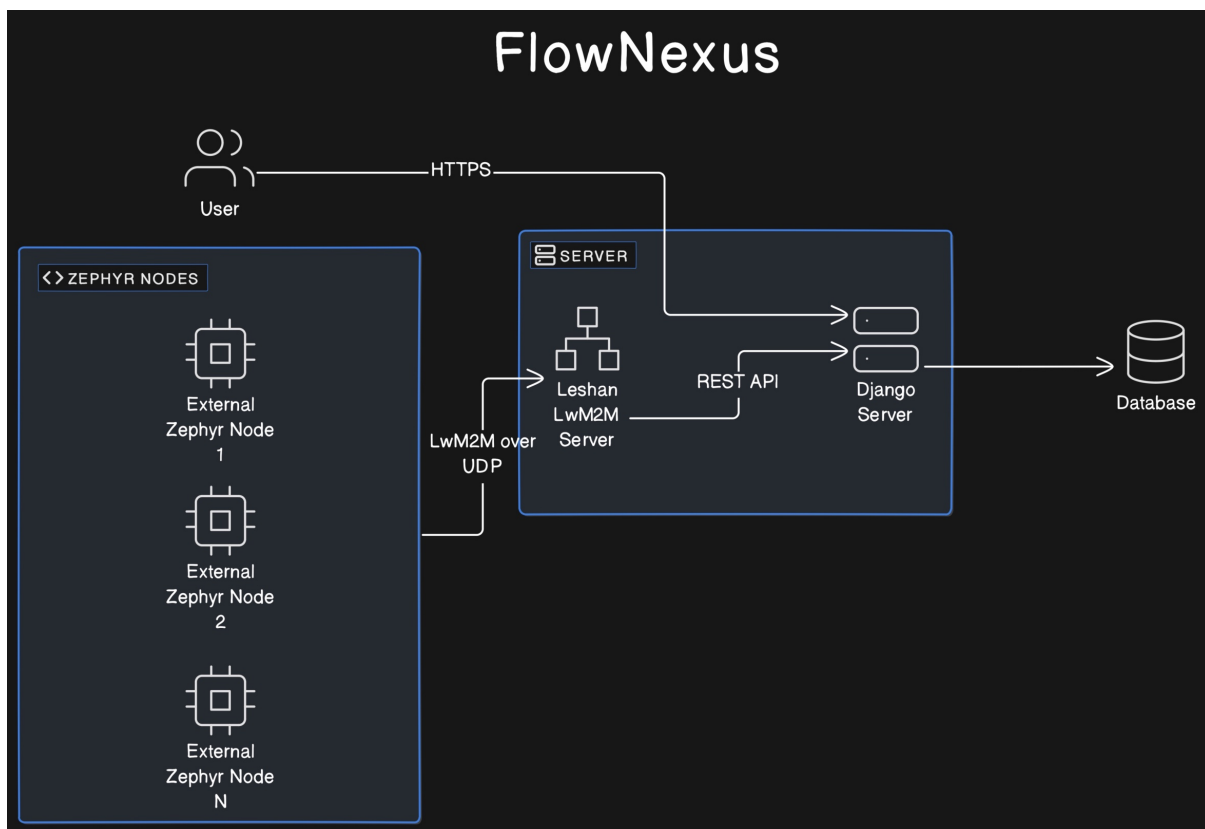 FlowNexus
HTTPS
User
SERVER
ZEPHYR NODES
External
Zephyr Node
1
LwM2M over
UDP
Leshan
LwM2M
Server
REST API
Django
Server
Database
External
Zephyr Node
2
External
Zephyr Node
N